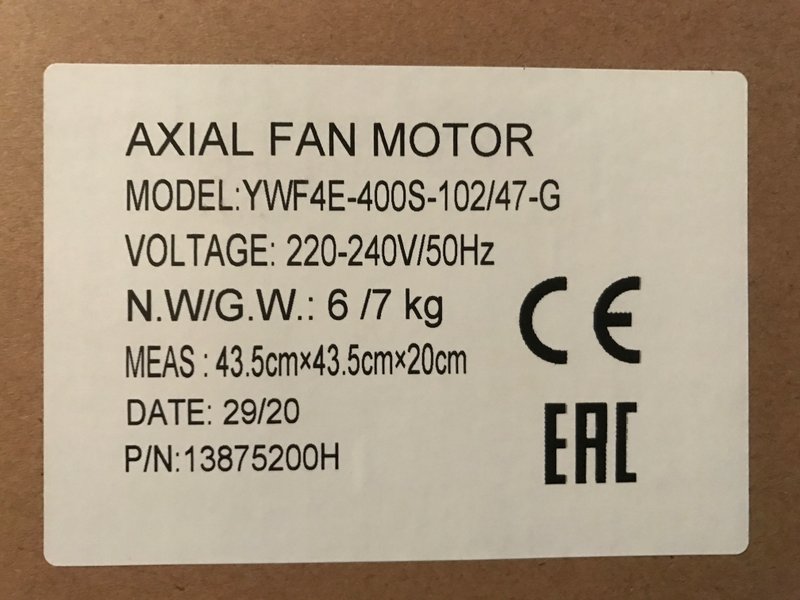 AXIAL FAN MOTOR
MODEL:YWF4E-400S-102/47-G
VOLTAGE: 220-240V/50Hz
N.W/G.W.: 6 /7 kg
MEAS : 43.5cm×43.5cm×20cm
DATE: 29/20
P/N:13875200H
CE
EAC